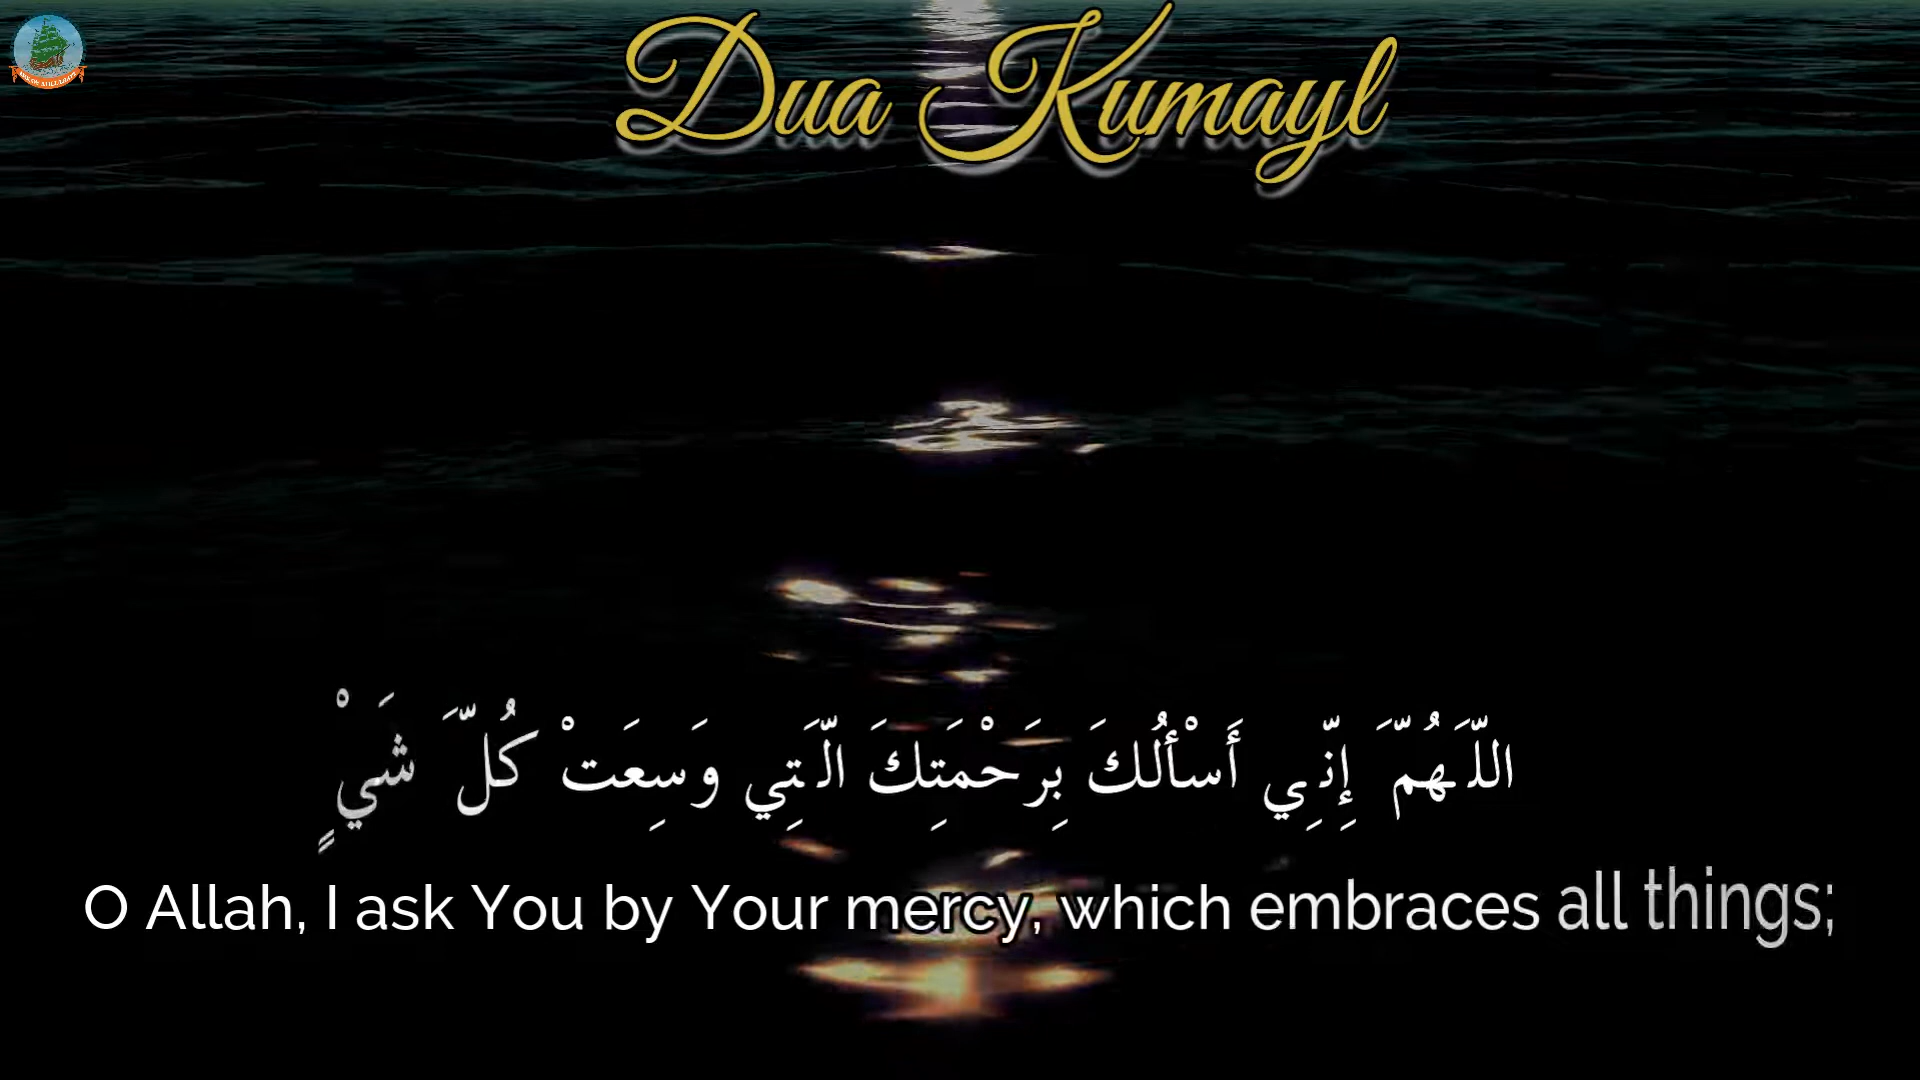 Dua Kumayl
اللَّهُمَّ إِنِّي أَسْأَلُكَ بِرَحْمَتِكَ الَّتِي وَسِعَتْ كُلَّ شَيْءٍ
O Allah, I ask You by Your mercy, which embraces all things;